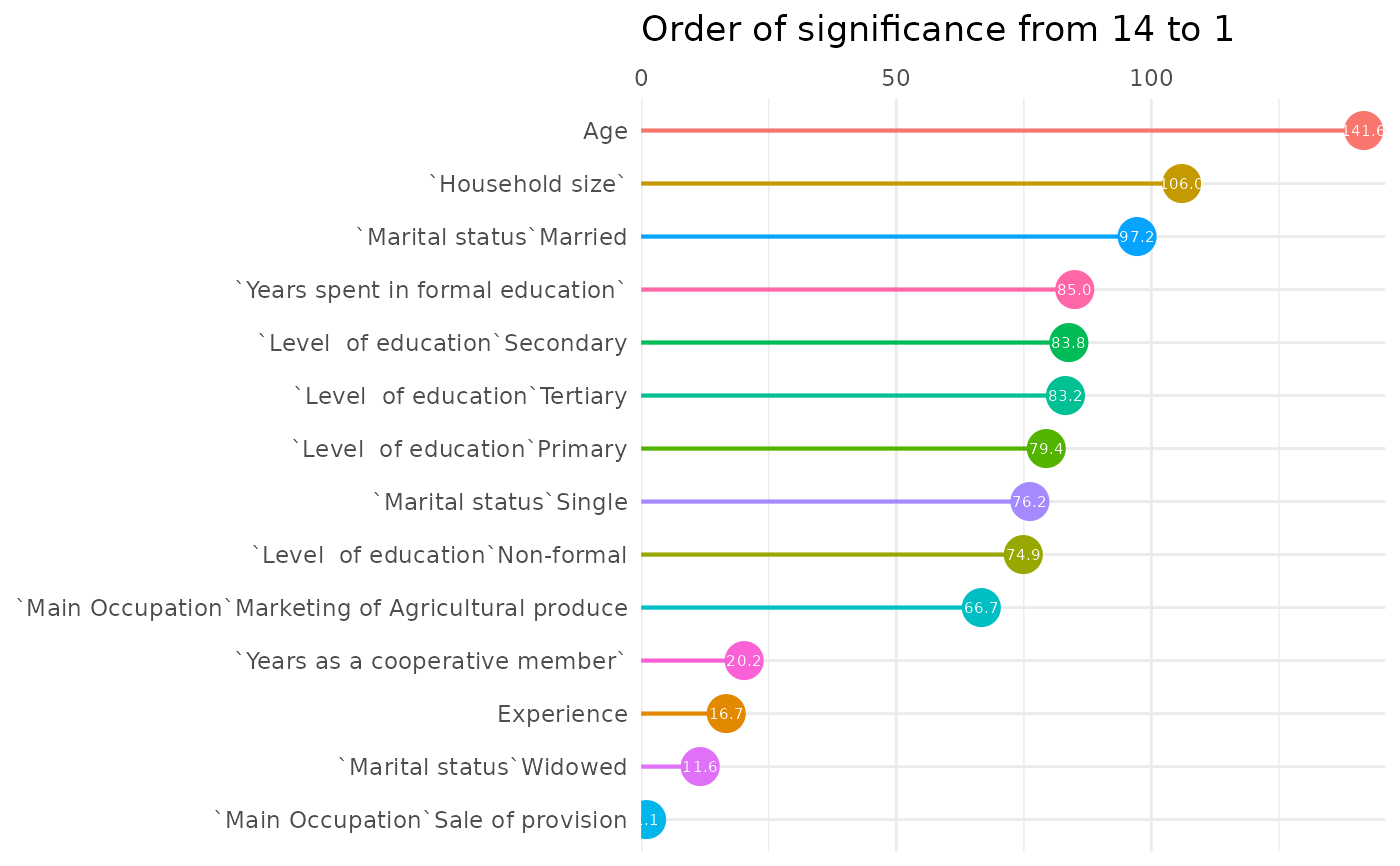 Order of significance from 14 to 1
0 50 100
Age 141.6
`Household size` 106.0
`Marital status`Married 97.2
`Years spent in formal education` 85.0
`Level  of education`Secondary 83.8
`Level  of education`Tertiary 83.2
`Level  of education`Primary 79.4
`Marital status`Single 76.2
`Level  of education`Non-formal 74.9
`Main Occupation`Marketing of Agricultural produce 66.7
`Years as a cooperative member` 20.2
Experience 16.7
`Marital status`Widowed 11.6
`Main Occupation`Sale of provision